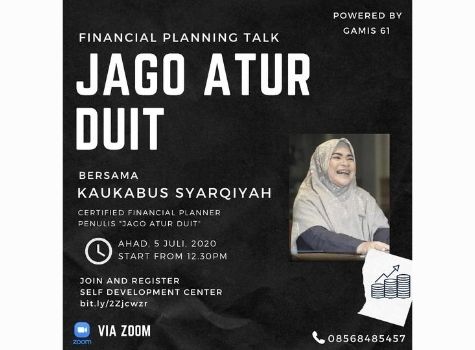 POWERED BY
GAMIS 61
FINANCIAL PLANNING TALK
JAGO ATUR
DUIT
BERSAMA
KAUKABUS SYARQIYAH
CERTIFIED FINANCIAL PLANNER
PENULIS "JAGO ATUR DUIT"
AHAD, 5 JULI, 2020
START FROM 12.30PM
JOIN AND REGISTER
SELF DEVELOPMENT CENTER
bit.ly/2Zjcwzr
zoom
VIA ZOOM
08568485457